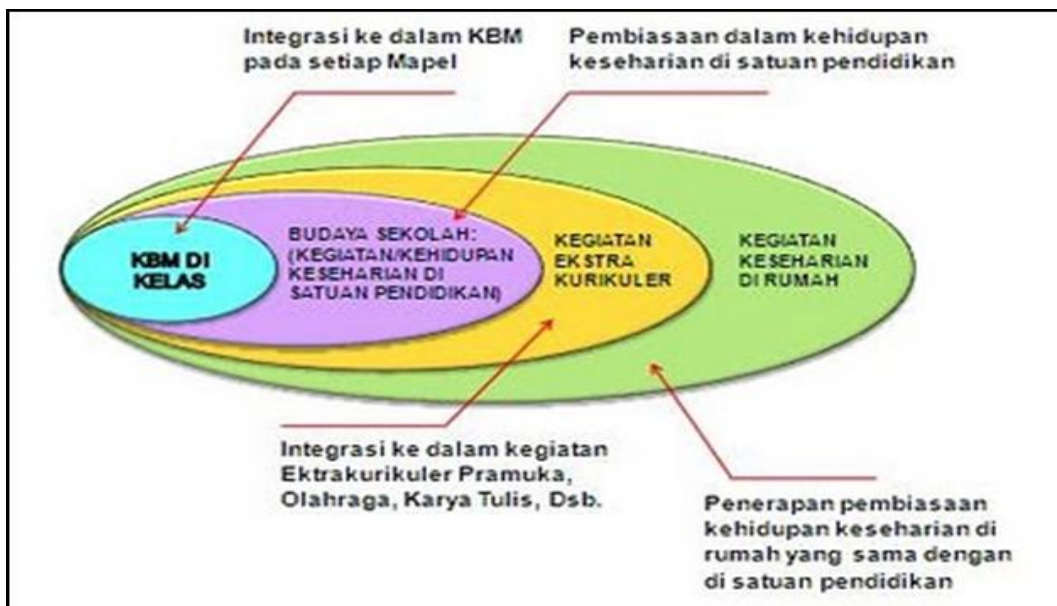 Integrasi ke dalam KBM
pada setiap Mapel
Pembiasaan dalam kehidupan
keseharian di satuan pendidikan
KBM DI
KELAS
BUDAYA SEKOLAH:
(KEGIATAN/KEHIDUPAN
KESEHARIAN DI
SATUAN PENDIDIKAN)
KEGIATAN
EKSTRA
KURIKULER
KEGIATAN
KESEHARIAN
DI RUMAH
Integrasi ke dalam kegiatan
Ektrakurikuler Pramuka,
Olahraga, Karya Tulis, Dsb.
Penerapan pembiasaan
kehidupan keseharian di
rumah yang sama dengan
di satuan pendidikan